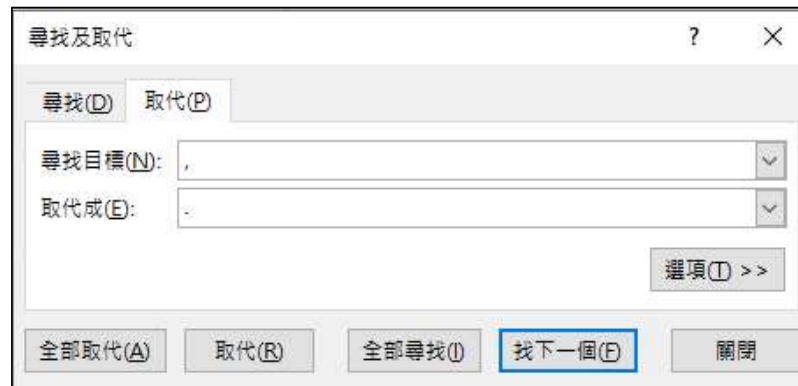 尋找及取代 ?
尋找(D) 取代(P)
尋找目標(N): ,
取代成(E): .
選項(T) >>
全部取代(A) 取代(R) 全部尋找(I) 找下一個(F) 關閉